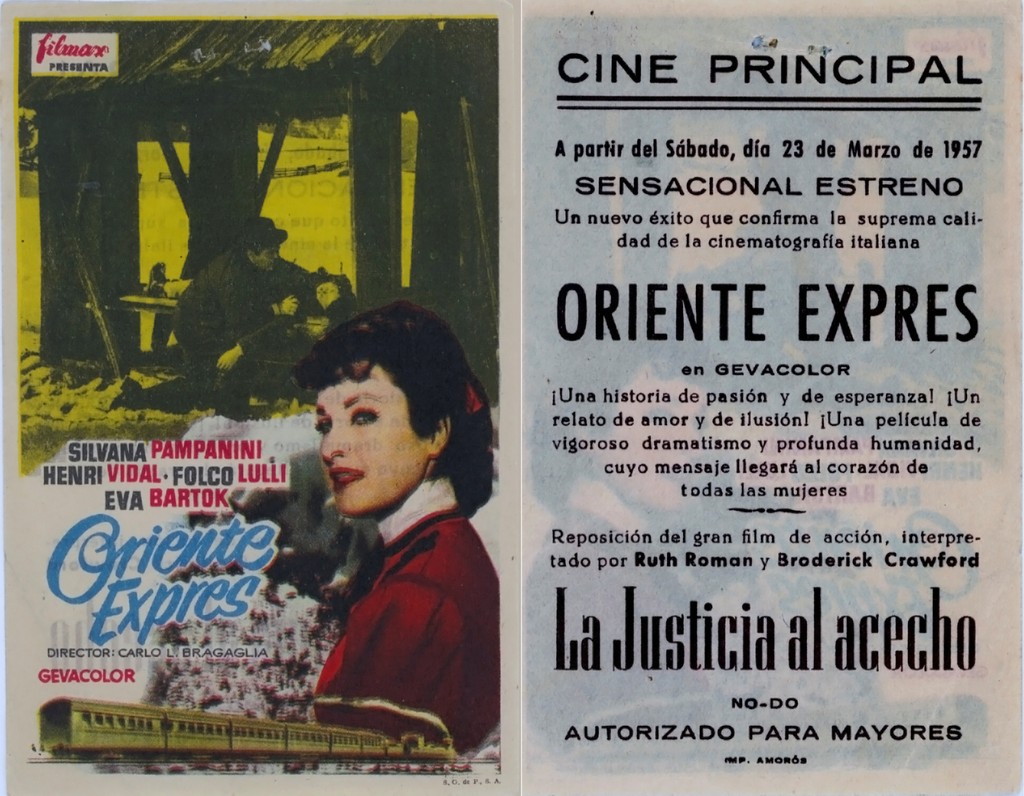 filmax
PRESENTA
SILVANA PAMPANINI
HENRI VIDAL · FOLCO LULLI
EVA BARTOK
Oriente
Expres
DIRECTOR: CARLO L. BRAGAGLIA
GEVACOLOR
S. G. de P., S. A.
CINE PRINCIPAL
A partir del Sábado, día 23 de Marzo de 1957
SENSACIONAL ESTRENO
Un nuevo éxito que confirma la suprema cali-
dad de la cinematografía italiana
ORIENTE EXPRES
en GEVACOLOR
¡Una historia de pasión y de esperanza! ¡Un
relato de amor y de ilusión! ¡Una película de
vigoroso dramatismo y profunda humanidad,
cuyo mensaje llegará al corazón de
todas las mujeres
Reposición del gran film de acción, interpre-
tado por Ruth Roman y Broderick Crawford
La Justicia al acecho
NO-DO
AUTORIZADO PARA MAYORES
IMP. AMORÓS